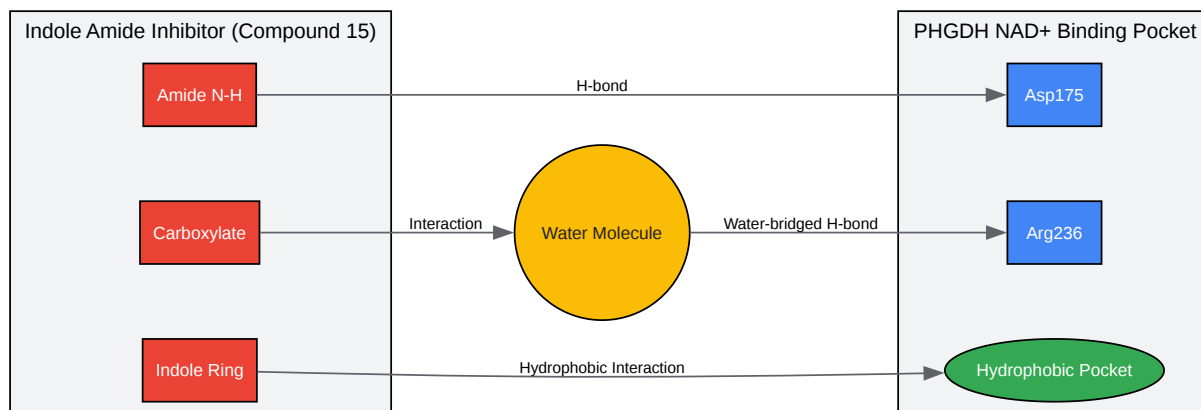 Indole Amide Inhibitor (Compound 15)
PHGDH NAD+ Binding Pocket
Amide N-H
H-bond
Asp175
Carboxylate
Interaction
Water Molecule
Water-bridged H-bond
Arg236
Indole Ring
Hydrophobic Interaction
Hydrophobic Pocket